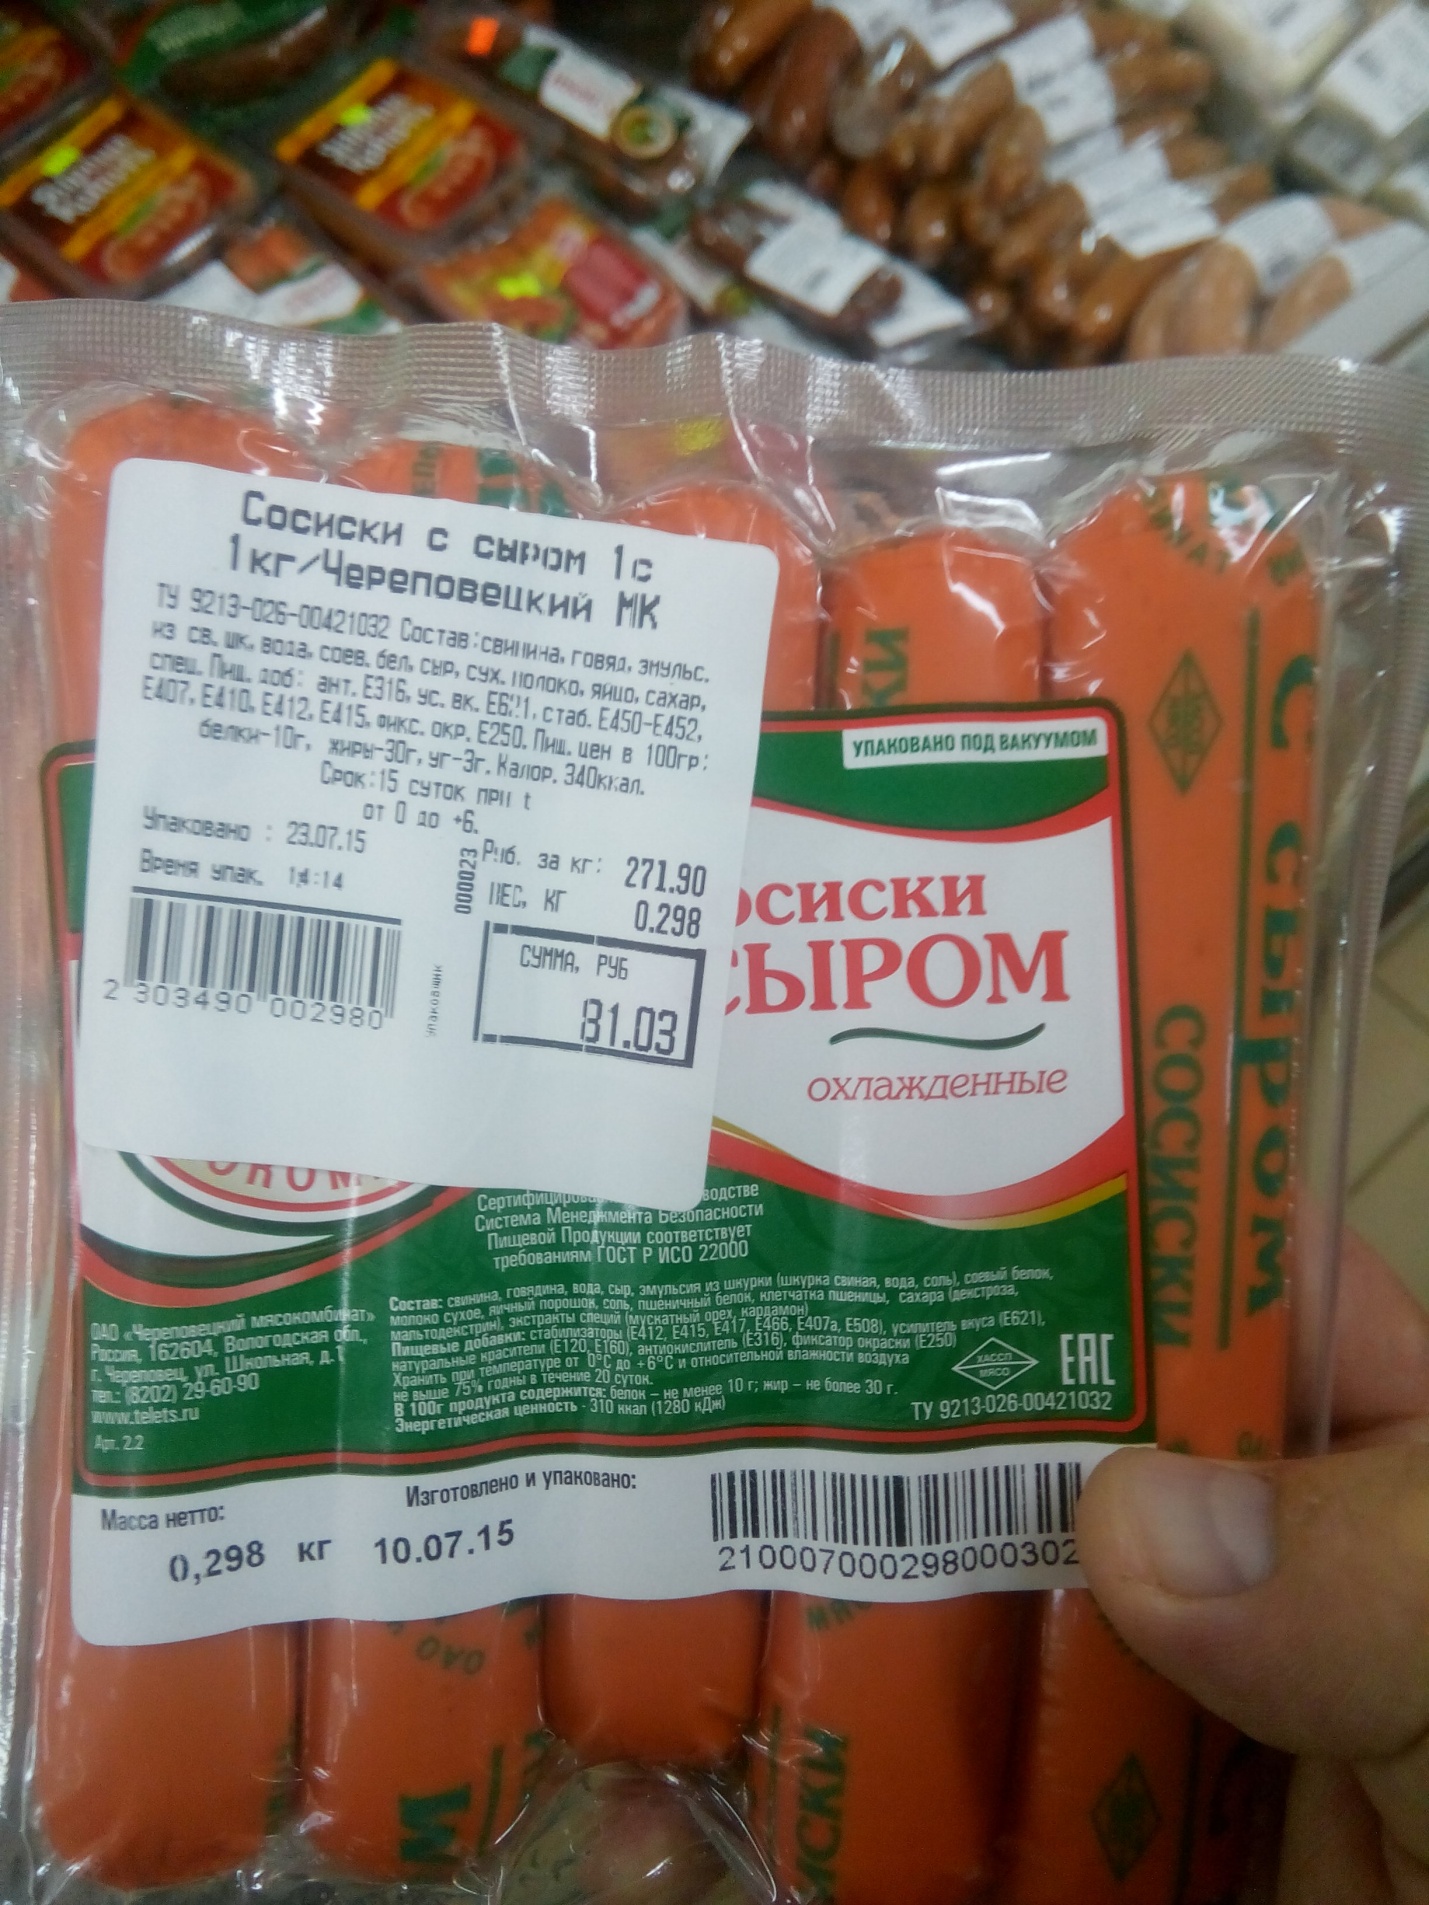 Сосиски с сыром 1с
1кг/Череповецкий МК
ТУ 9213-026-00421032 Состав:свинина, говяд, эмульс.
из св. шк, вода, соев. бел, сыр, сух. молоко, яйцо, сахар,
спец. Пищ. доб: ант. Е316, ус. вк. Е621, стаб. Е450-Е452,
Е407, Е410, Е412, Е415, фикс. окр. Е250. Пищ. цен в 100гр:
белки-10г, жиры-30г, уг-3г. Калор. 340ккал.
Срок:15 суток при t
от 0 до +6.
Упаковано : 23.07.15
Время упак. 14:14
000023
Руб. за кг: 271.90
ВЕС, КГ 0.298
СУММА, РУБ
81.03
упаковщик
2 303490 002980
УПАКОВАНО ПОД ВАКУУМОМ
осиски
СЫРОМ
охлажденные
водстве
Система Менеджмента Безопасности
Пищевой Продукции соответствует
требованиям ГОСТ Р ИСО 22000
ОАО «Череповецкий мясокомбинат»
Россия, 162604, Вологодская обл.,
г. Череповец, ул. Школьная, д.1
тел.: (8202) 29-60-90
www.telets.ru
Арт. 2.2
Состав: свинина, говядина, вода, сыр, эмульсия из шкурки (шкурка свиная, вода, соль), соевый белок,
молоко сухое, яичный порошок, соль, пшеничный белок, клетчатка пшеницы, сахара (декстроза,
мальтодекстрин), экстракты специй (мускатный орех, кардамон)
Пищевые добавки: стабилизаторы (Е412, Е415, Е417, Е466, Е407а, Е508), усилитель вкуса (Е621),
натуральные красители (Е120, Е160), антиокислитель (Е316), фиксатор окраски (Е250)
Хранить при температуре от 0°С до +6°С и относительной влажности воздуха
не выше 75% годны в течение 20 суток.
В 100г продукта содержится: белок – не менее 10 г; жир – не более 30 г.
Энергетическая ценность - 310 ккал (1280 кДж)
ХАССП
МЯСО
ЕАС
ТУ 9213-026-00421032
Масса нетто:
0,298 кг
Изготовлено и упаковано:
10.07.15
210007000298000302
С сыром
СОСИСКИ